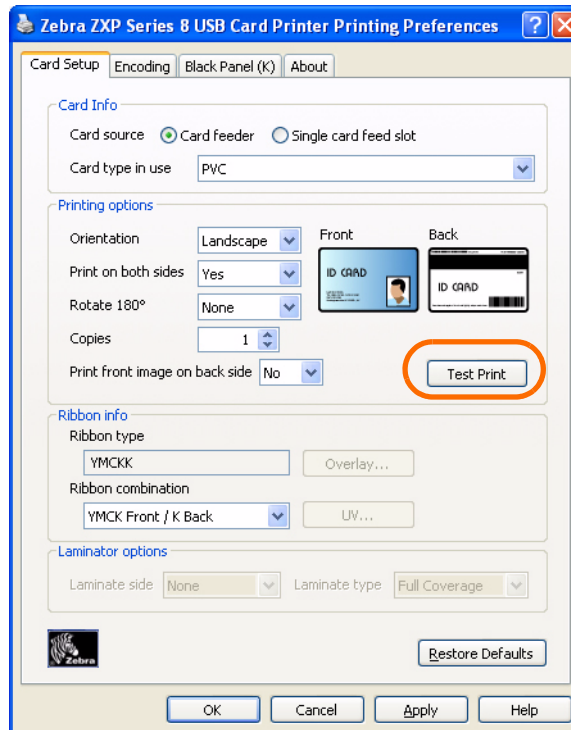 Zebra ZXP Series 8 USB Card Printer Printing Preferences ?
Card Setup Encoding Black Panel (K) About
Card Info
Card source Card feeder Single card feed slot
Card type in use PVC
Printing options
Orientation Landscape Front Back
Print on both sides Yes
ID CARD
ID CARD
Rotate 180° None
Copies 1
Print front image on back side No Test Print
Ribbon info
Ribbon type
YMCKK Overlay...
Ribbon combination
YMCK Front / K Back UV...
Laminator options
Laminate side None Laminate type Full Coverage
Zebra
Restore Defaults
OK Cancel Apply Help